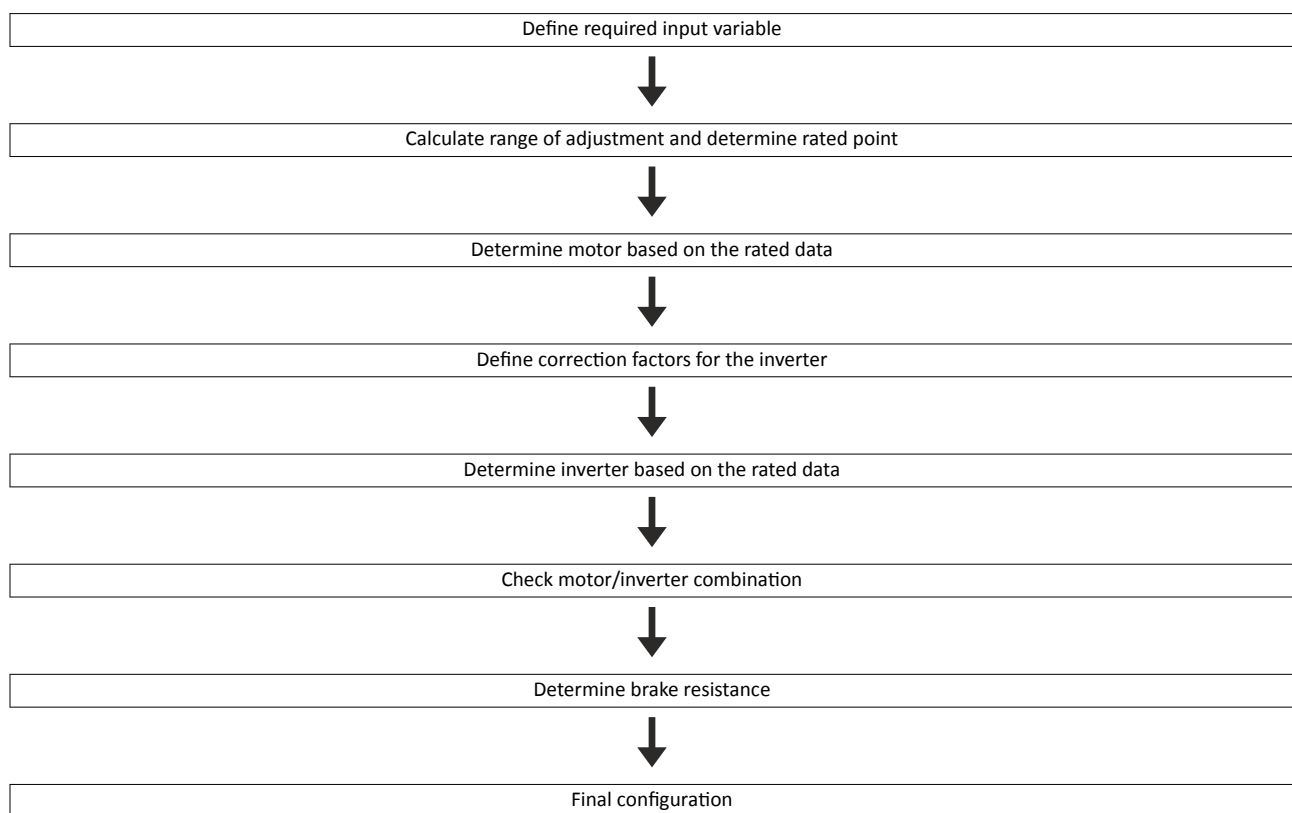 Define required input variable
Calculate range of adjustment and determine rated point
Determine motor based on the rated data
Define correction factors for the inverter
Determine inverter based on the rated data
Check motor/inverter combination
Determine brake resistance
Final configuration